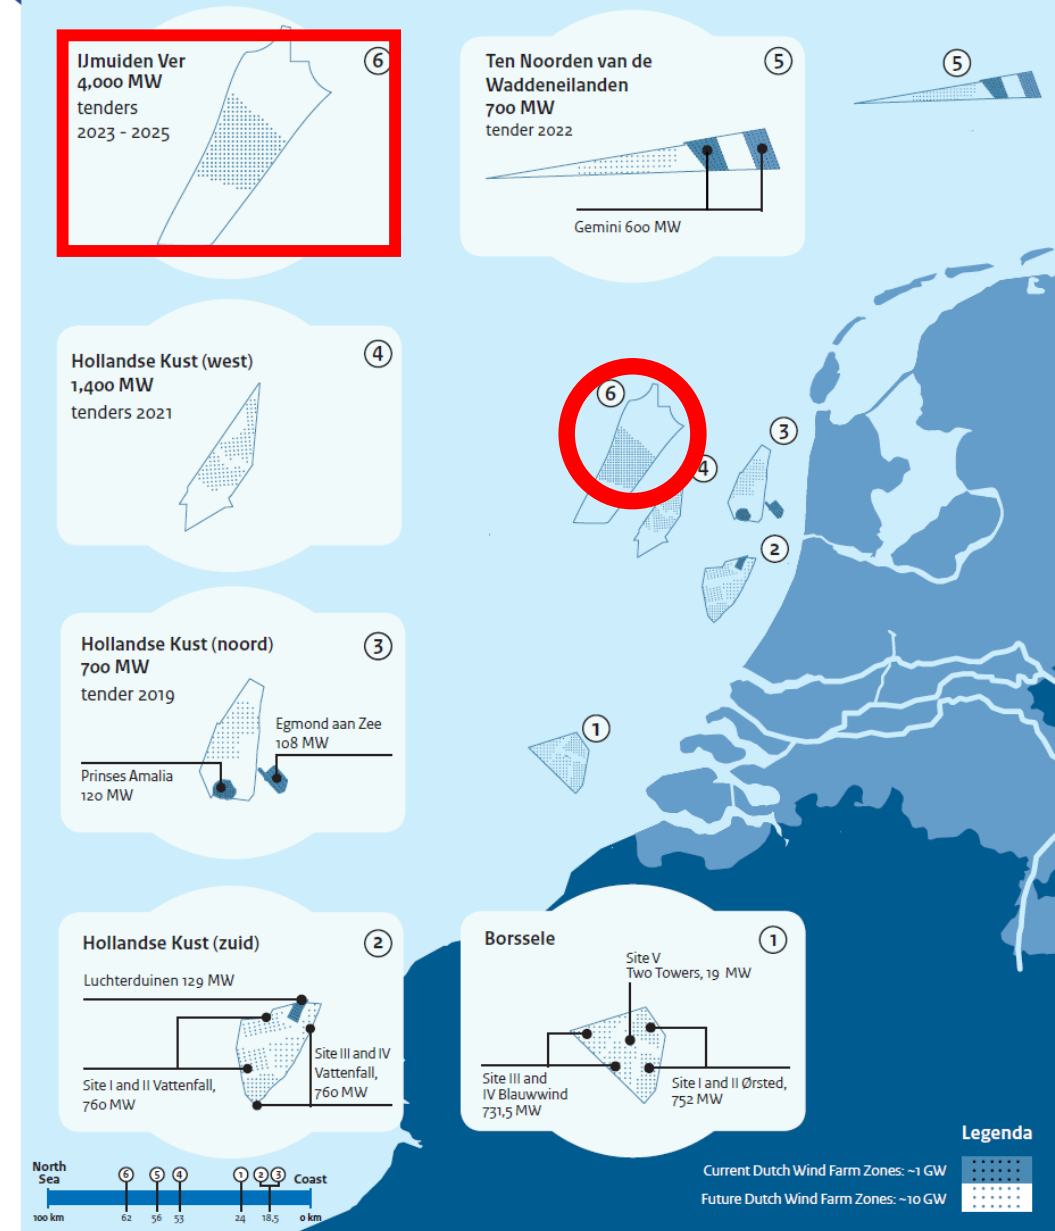 IJmuiden Ver
4,000 MW
tenders
2023 - 2025
6
Ten Noorden van de
Waddeneilanden
700 MW
tender 2022
5
Gemini 600 MW
5
Hollandse Kust (west)
1,400 MW
tenders 2021
4
6
3
4
2
1
Hollandse Kust (noord)
700 MW
tender 2019
3
Egmond aan Zee
108 MW
Prinses Amalia
120 MW
Hollandse Kust (zuid)
2
Luchterduinen 129 MW
Site III and IV
Vattenfall,
760 MW
Site I and II Vattenfall,
760 MW
Borssele
1
Site V
Two Towers, 19 MW
Site III and
IV Blauwwind
731,5 MW
Site I and II Ørsted,
752 MW
Legenda
Current Dutch Wind Farm Zones: ~1 GW
Future Dutch Wind Farm Zones: ~10 GW
North
Sea
6 5 4 1 2 3
Coast
100 km 62 56 53 24 18,5 0 km